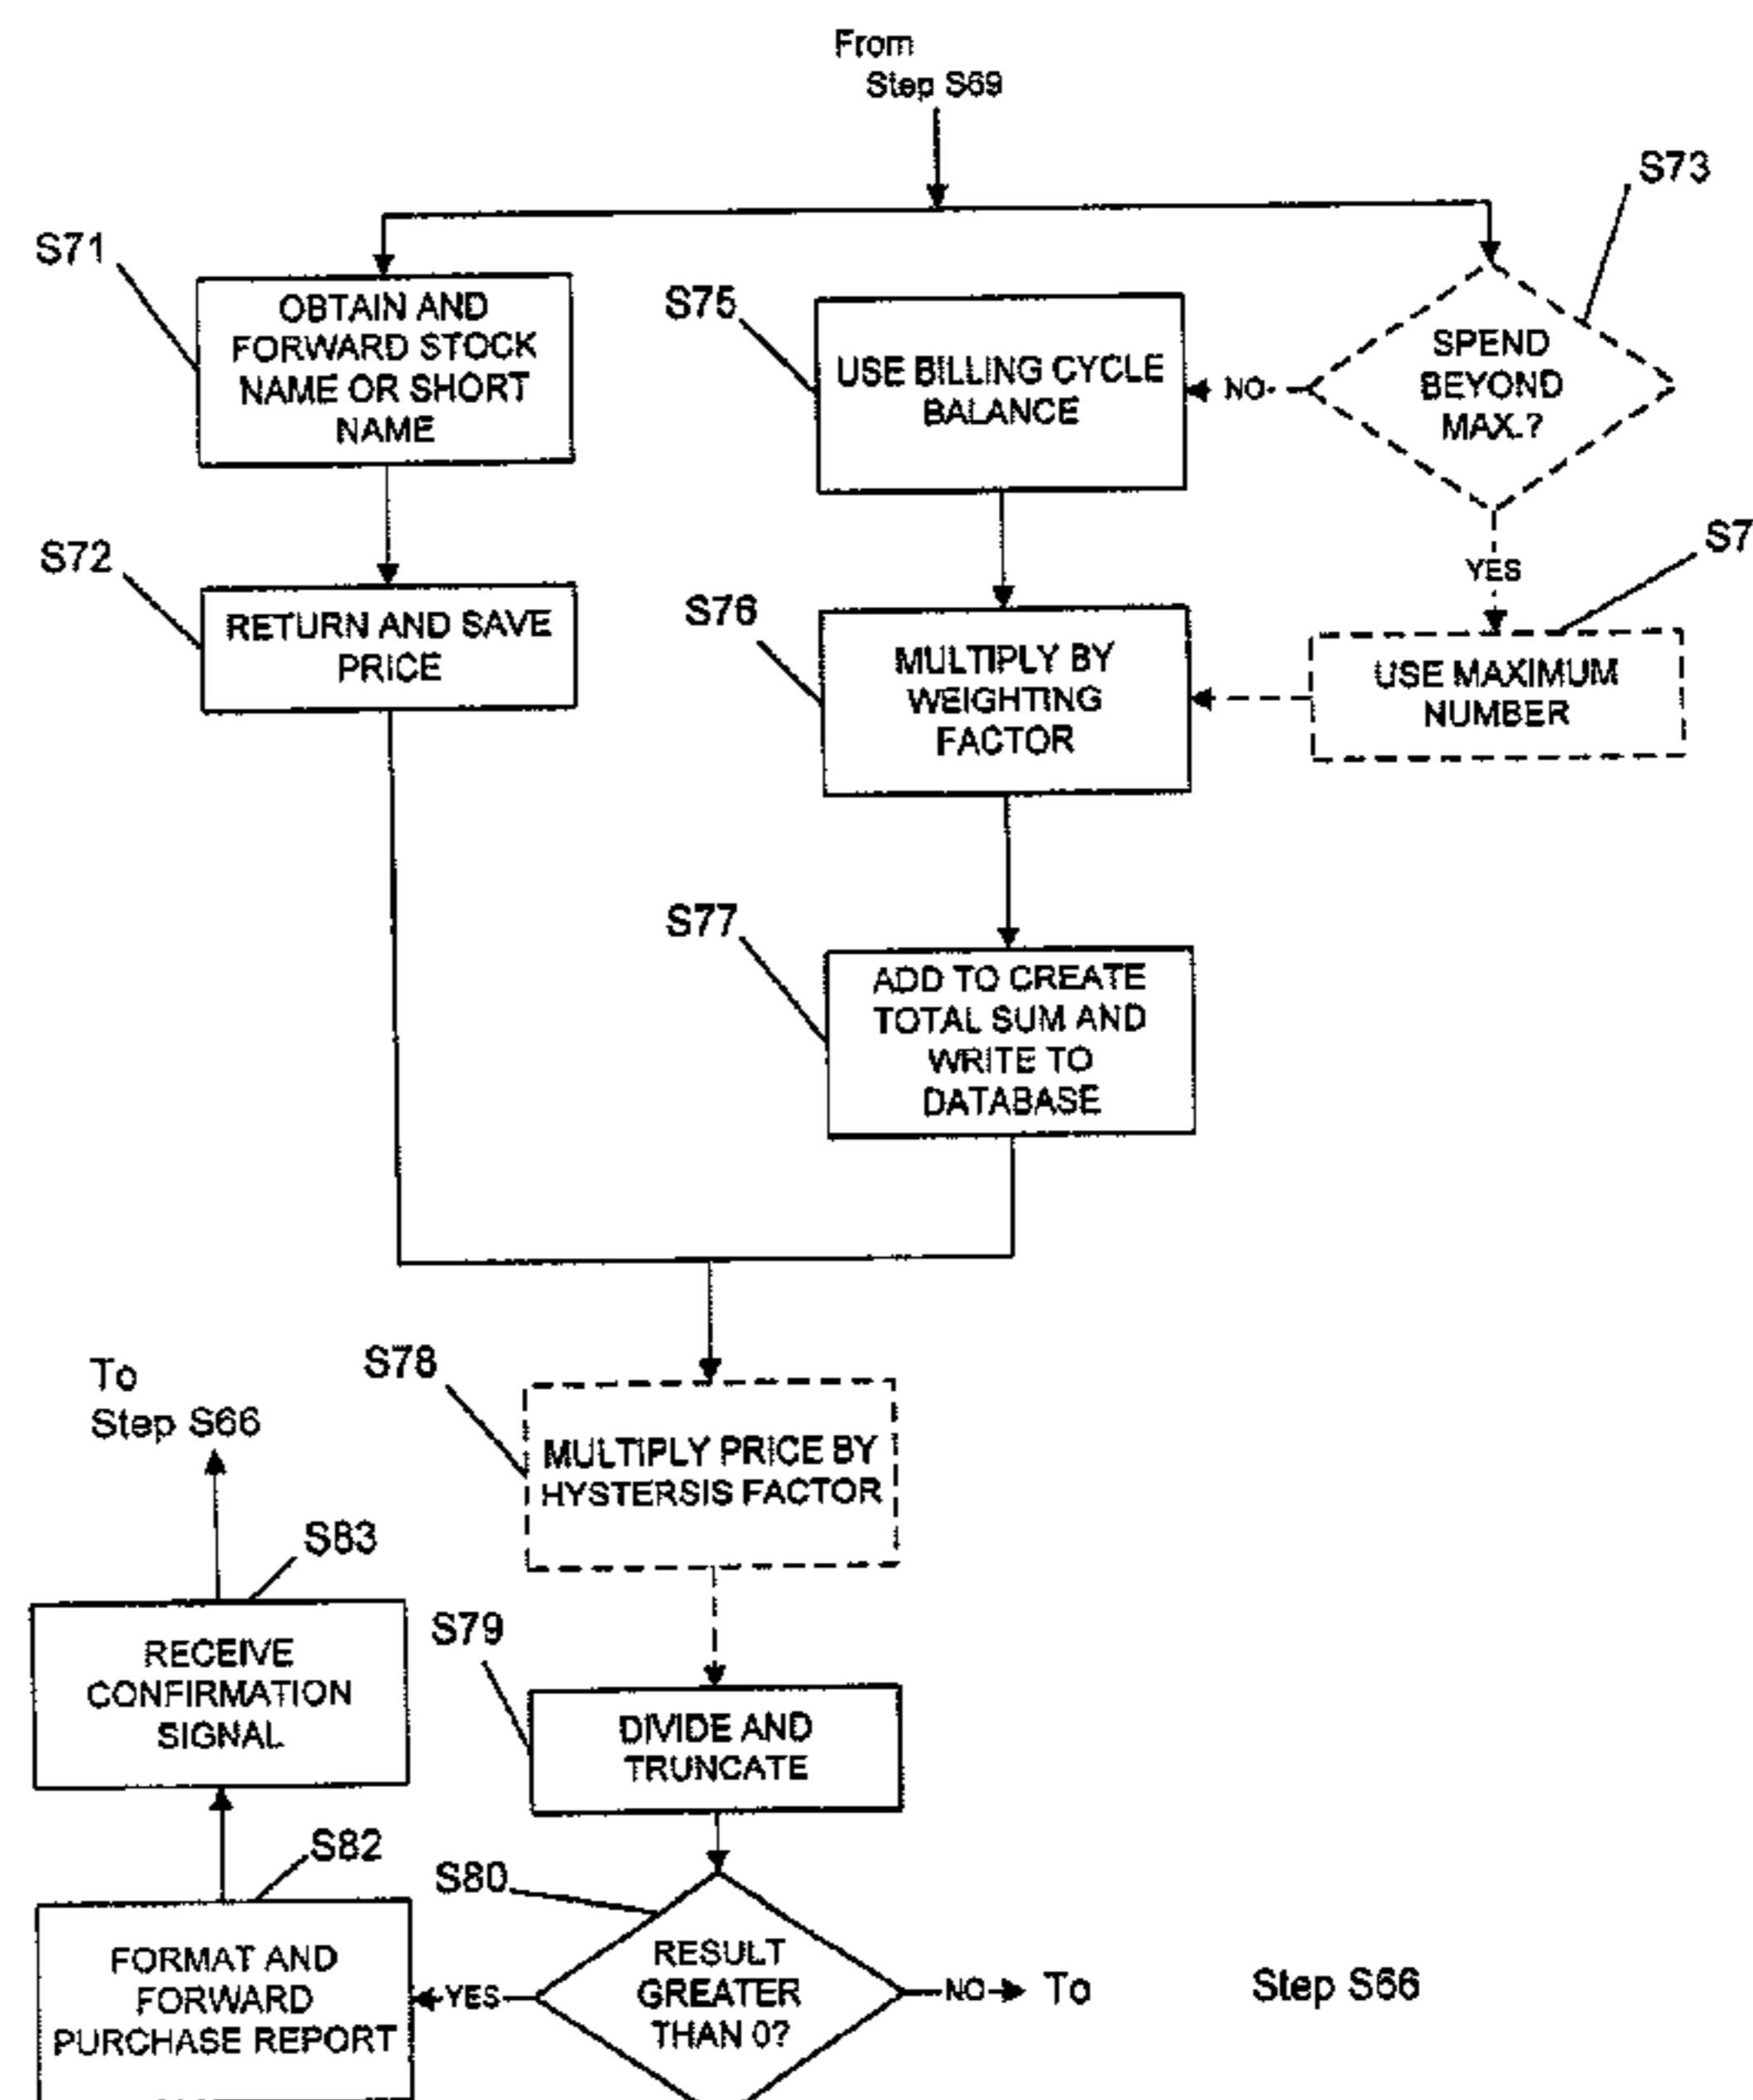 From
Step S69
S73
S71
OBTAIN AND
FORWARD STOCK
NAME OR SHORT
NAME
S75
USE BILLING CYCLE
BALANCE
NO
SPEND
BEYOND
MAX.?
S72
RETURN AND SAVE
PRICE
S76
MULTIPLY BY
WEIGHTING
FACTOR
YES
S7
USE MAXIMUM
NUMBER
S77
ADD TO CREATE
TOTAL SUM AND
WRITE TO
DATABASE
To
Step S66
S78
MULTIPLY PRICE BY
HYSTERSIS FACTOR
S83
RECEIVE
CONFIRMATION
SIGNAL
S79
DIVIDE AND
TRUNCATE
S82
FORMAT AND
FORWARD
PURCHASE REPORT
S80
YES
RESULT
GREATER
THAN 0?
NO
To Step S66